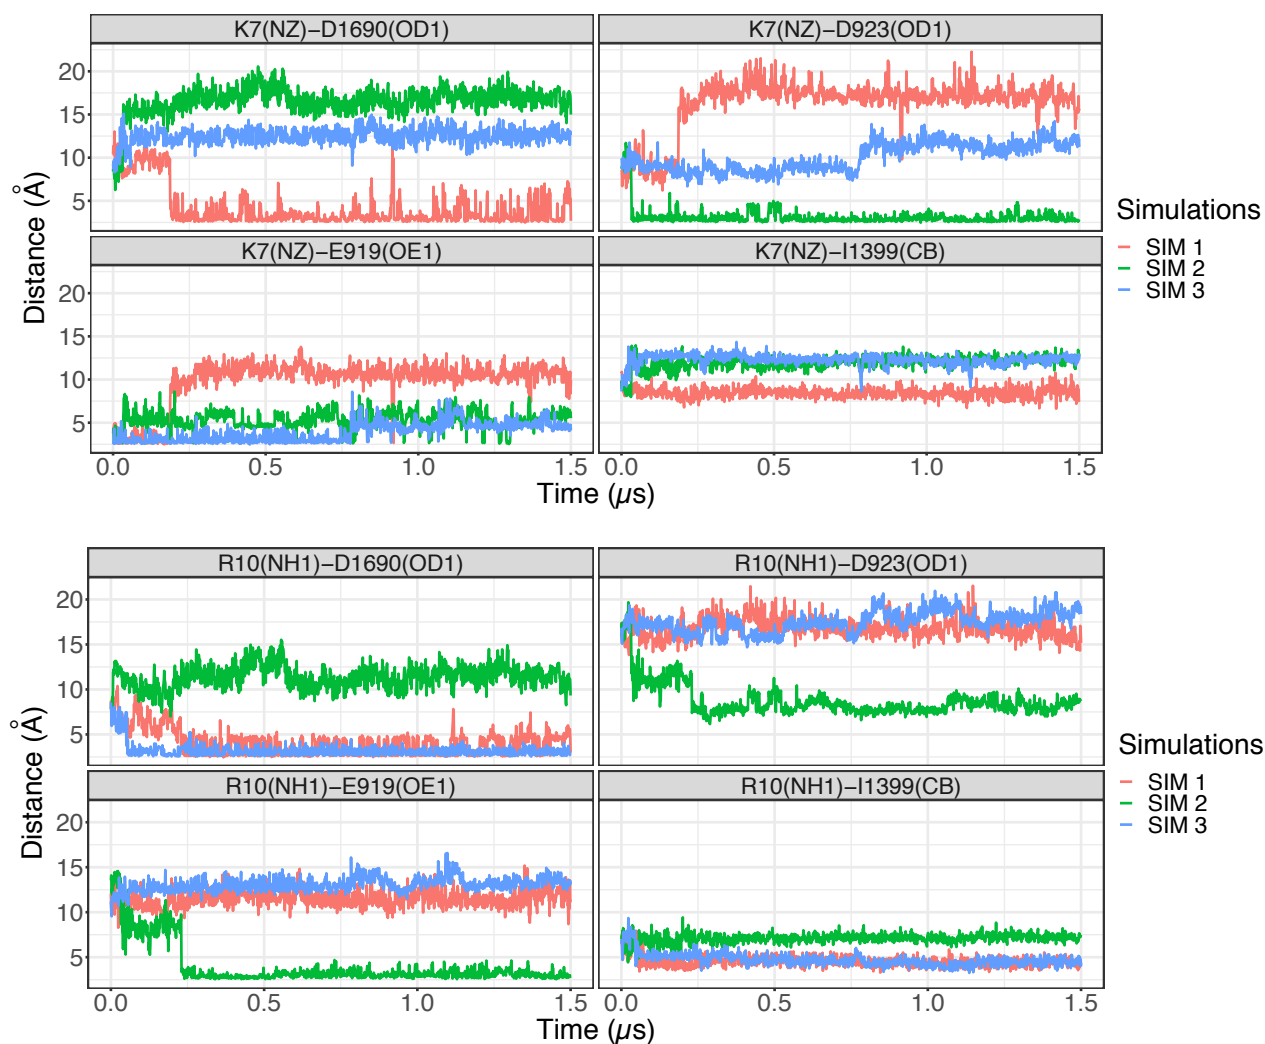 K7(NZ)−D1690(OD1)
K7(NZ)−D923(OD1)
20
15
10
5
K7(NZ)−E919(OE1)
K7(NZ)−I1399(CB)
20
15
10
5
0.0 0.5 1.0 1.5
0.0 0.5 1.0 1.5
Distance (Å)
Time (μs)
Simulations
SIM 1
SIM 2
SIM 3
R10(NH1)−D1690(OD1)
R10(NH1)−D923(OD1)
20
15
10
5
R10(NH1)−E919(OE1)
R10(NH1)−I1399(CB)
20
15
10
5
0.0 0.5 1.0 1.5
0.0 0.5 1.0 1.5
Distance (Å)
Time (μs)
Simulations
SIM 1
SIM 2
SIM 3